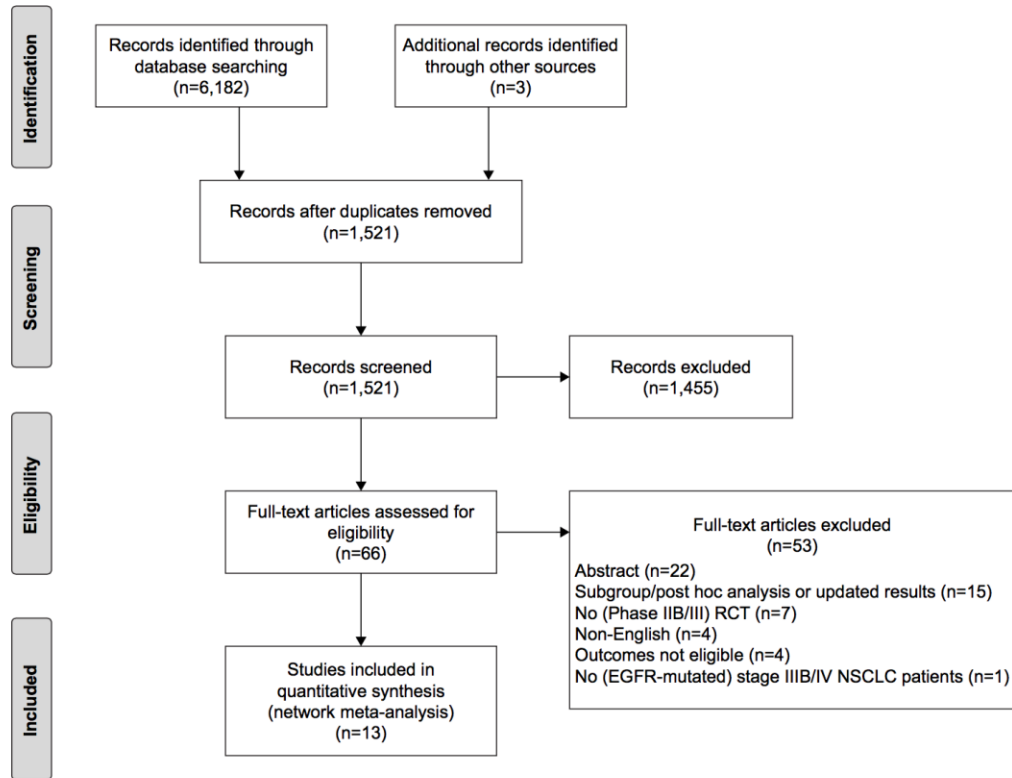 Identification
Records identified through
database searching
(n=6,182)
Additional records identified
through other sources
(n=3)
Records after duplicates removed
(n=1,521)
Screening
Records screened
(n=1,521)
Records excluded
(n=1,455)
Eligibility
Full-text articles assessed for
eligibility
(n=66)
Full-text articles excluded
(n=53)
Abstract (n=22)
Subgroup/post hoc analysis or updated results (n=15)
No (Phase IIB/III) RCT (n=7)
Non-English (n=4)
Outcomes not eligible (n=4)
No (EGFR-mutated) stage IIIB/IV NSCLC patients (n=1)
Included
Studies included in
quantitative synthesis
(network meta-analysis)
(n=13)